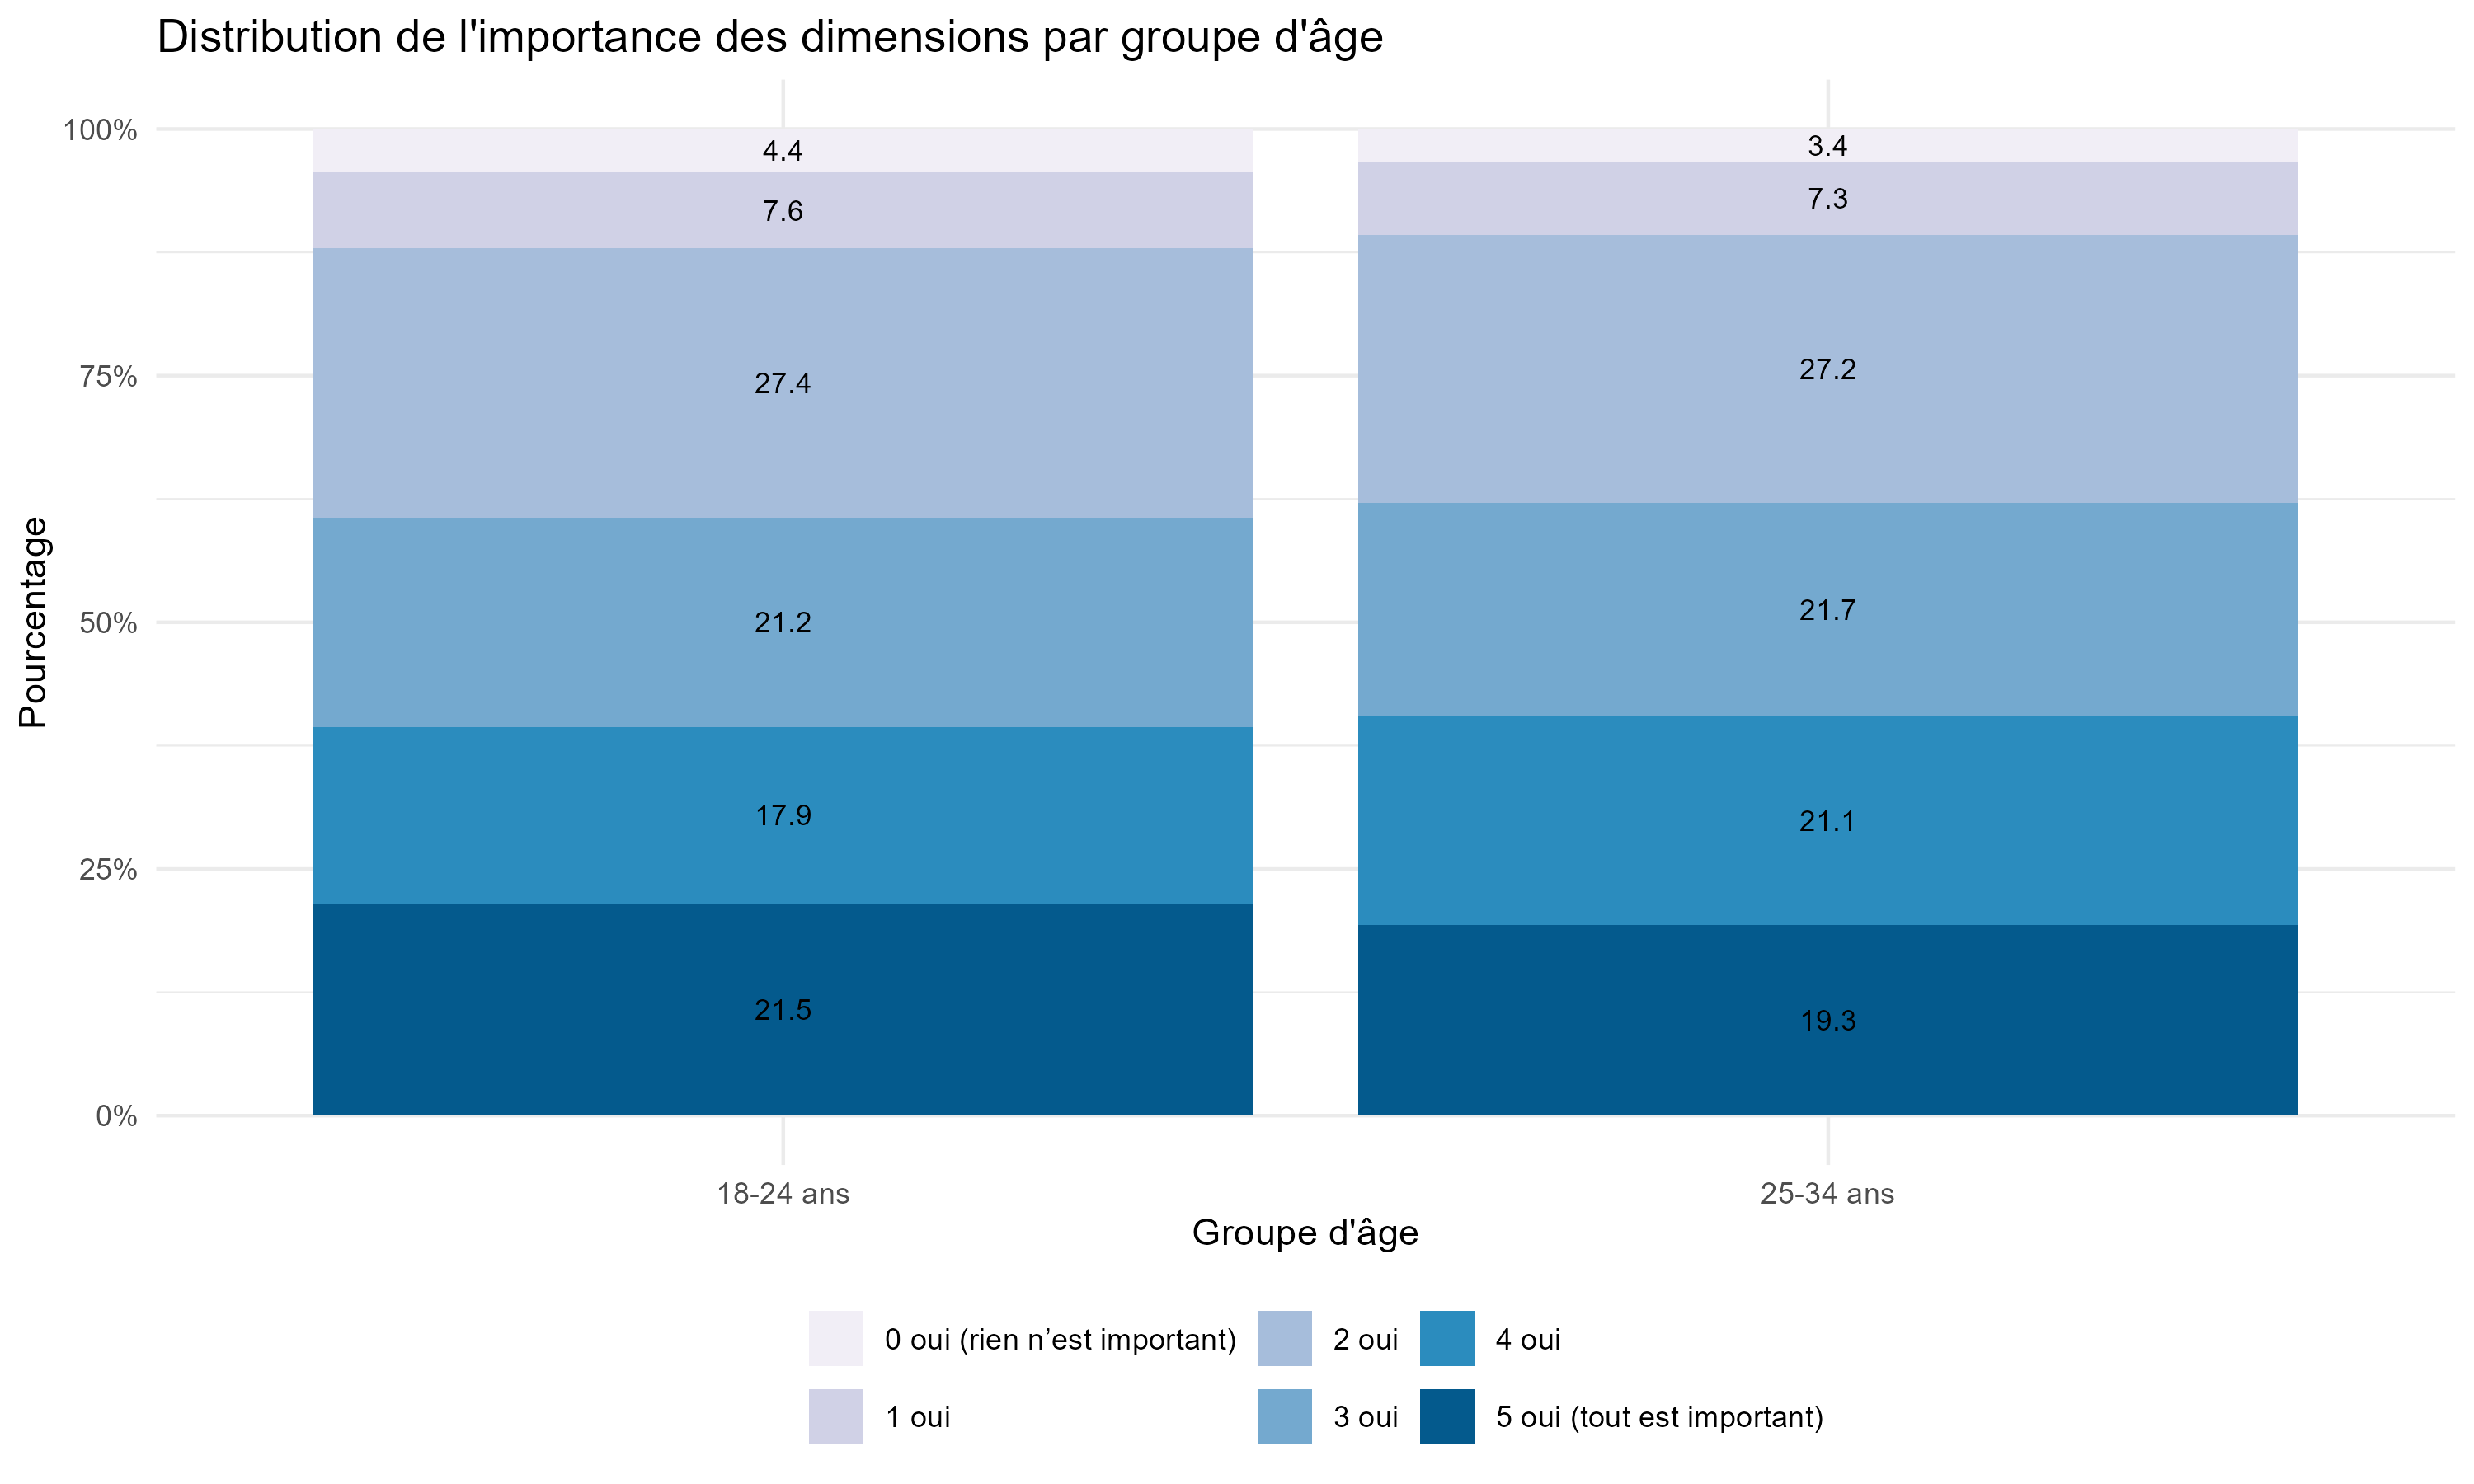 Distribution de l'importance des dimensions par groupe d'âge
Pourcentage
100%
75%
50%
25%
0%
4.4
7.6
27.4
21.2
17.9
21.5
3.4
7.3
27.2
21.7
21.1
19.3
18-24 ans
25-34 ans
Groupe d'âge
0 oui (rien n’est important)
1 oui
2 oui
3 oui
4 oui
5 oui (tout est important)